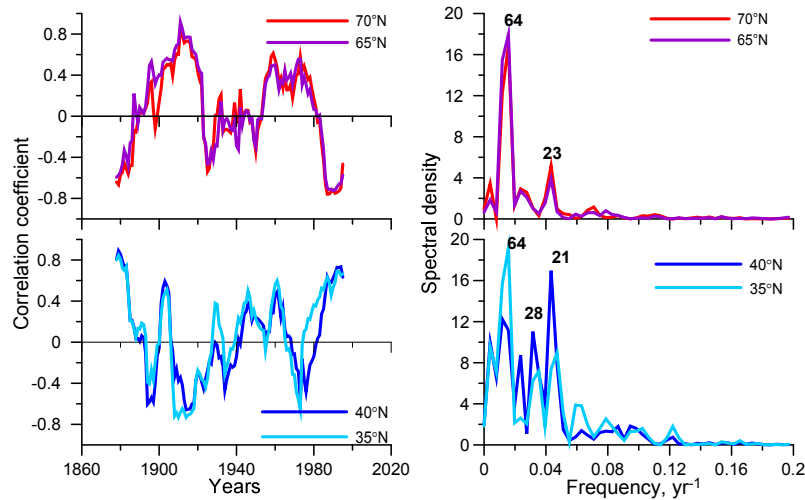 Correlation coefficient
0.8
0.4
0
-0.4
-0.8
70°N
65°N
0.8
0.4
0
-0.4
-0.8
40°N
35°N
1860 1900 1940 1980 2020
Years
Spectral density
20
16
12
8
4
0
64
23
70°N
65°N
20
16
12
8
4
0
64
28
21
40°N
35°N
0 0.04 0.08 0.12 0.16 0.2
Frequency, yr-1